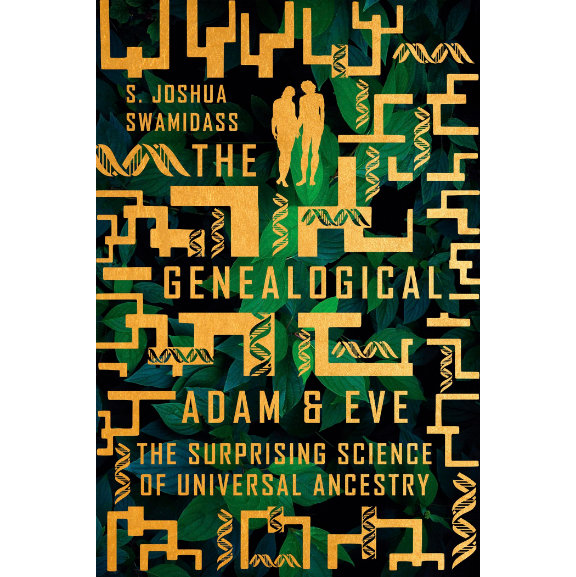 S. JOSHUA
SWAMIDASS
THE
GENEALOGICAL
ADAM & EVE
THE SURPRISING SCIENCE
OF UNIVERSAL ANCESTRY